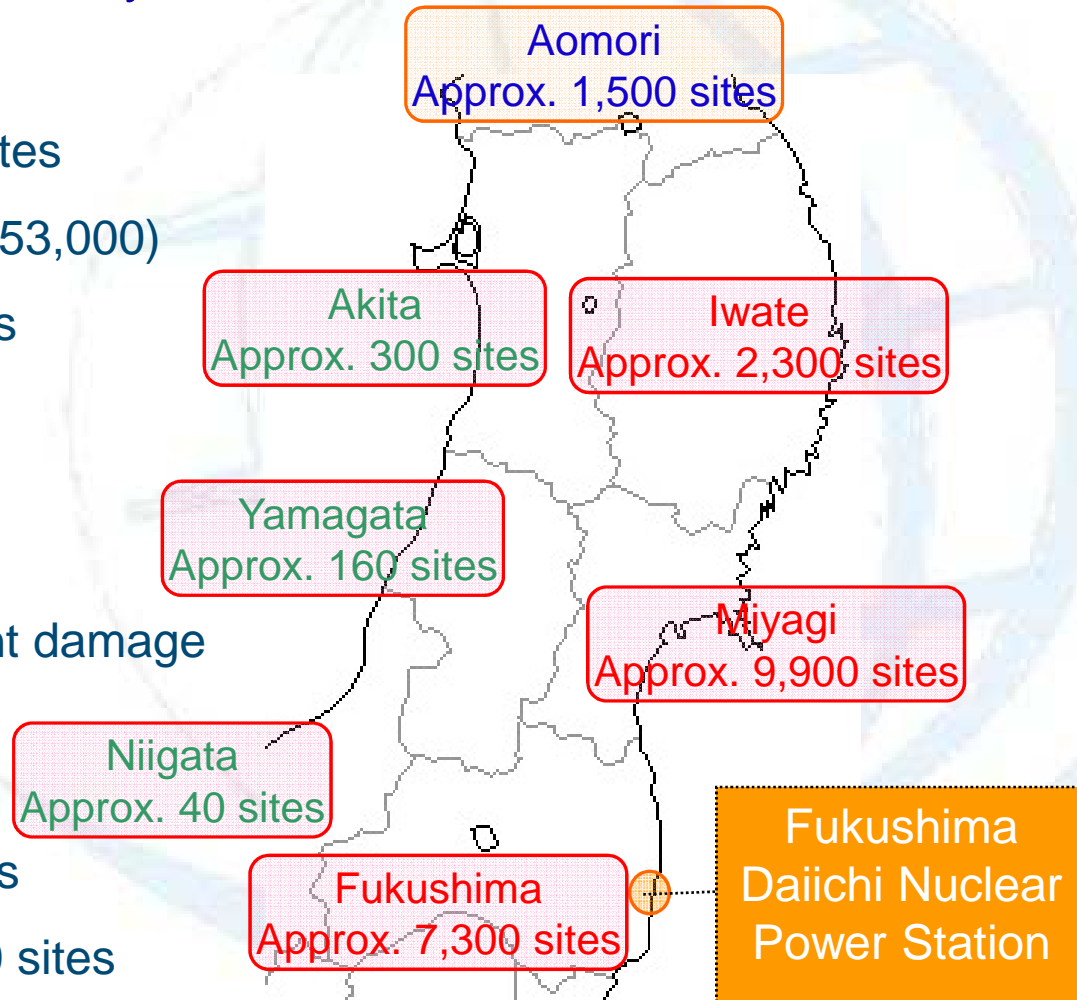 Aomori
Approx. 1,500 sites
53,000)
Akita
Approx. 300 sites
Iwate
Approx. 2,300 sites
Yamagata
Approx. 160 sites
damage
Miyagi
Approx. 9,900 sites
Niigata
Approx. 40 sites
Fukushima
Approx. 7,300 sites
sites
Fukushima
Daiichi Nuclear
Power Station